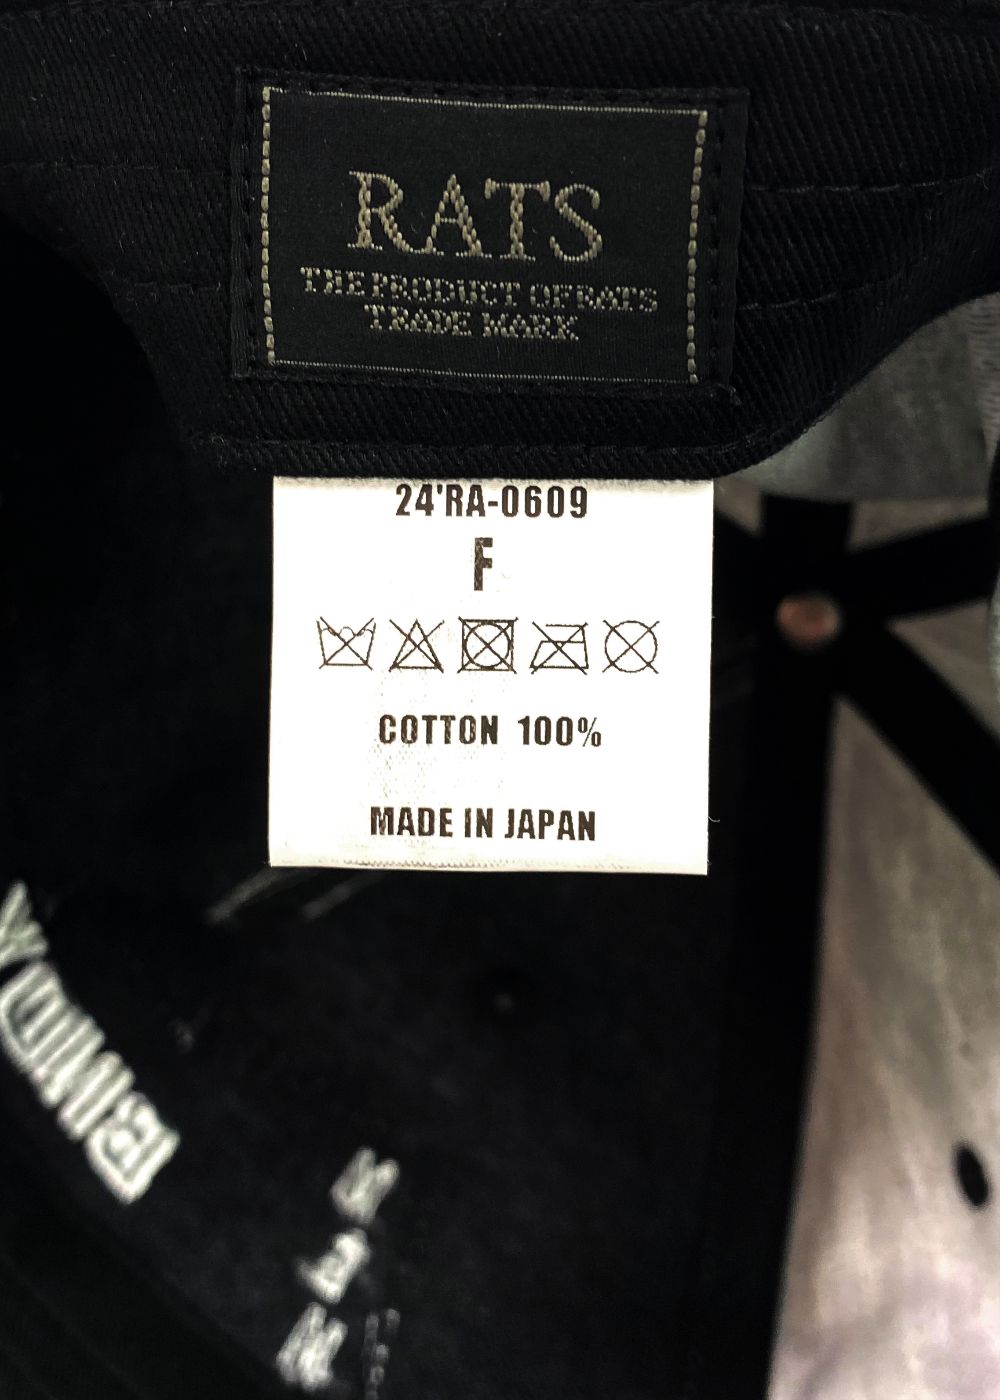 RATS
THE PRODUCT OF RATS
TRADE MARK
24'RA-0609
F
COTTON 100%
MADE IN JAPAN